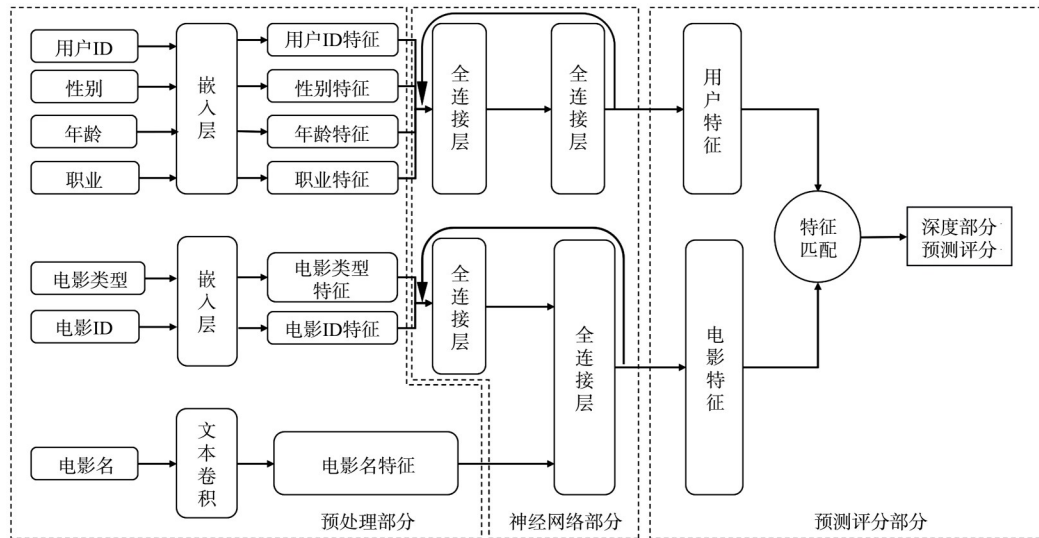 用户ID
性别
年龄
职业
嵌入层
用户ID特征
性别特征
年龄特征
职业特征
全连接层
全连接层
用户特征
电影类型
电影ID
嵌入层
电影类型
特征
电影ID特征
全连接层
全连接层
电影特征
特征
匹配
深度部分
预测评分
电影名
文本卷积
电影名特征
预处理部分
神经网络部分
预测评分部分